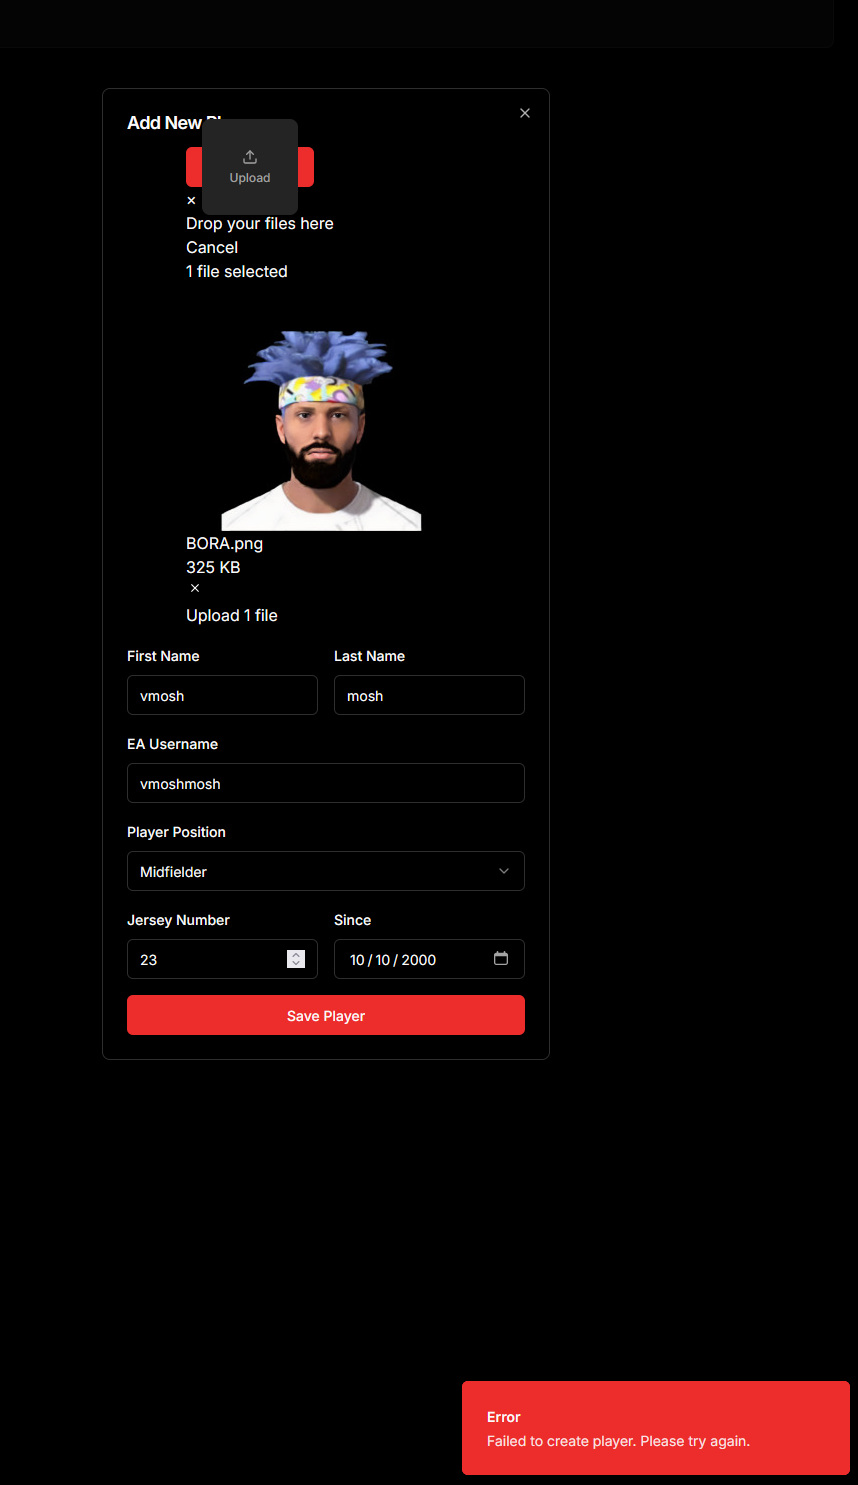 Add New Pl
Upload
×
Drop your files here
Cancel
1 file selected
BORA.png
325 KB
×
Upload 1 file
First Name
Last Name
vmosh
mosh
EA Username
vmoshmosh
Player Position
Midfielder
Jersey Number
Since
23
10 / 10 / 2000
Save Player
Error
Failed to create player. Please try again.